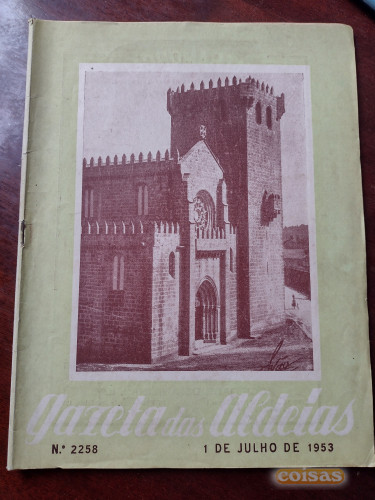 Gazeta das Aldeias
N.º 2258 1 DE JULHO DE 1953
coisas